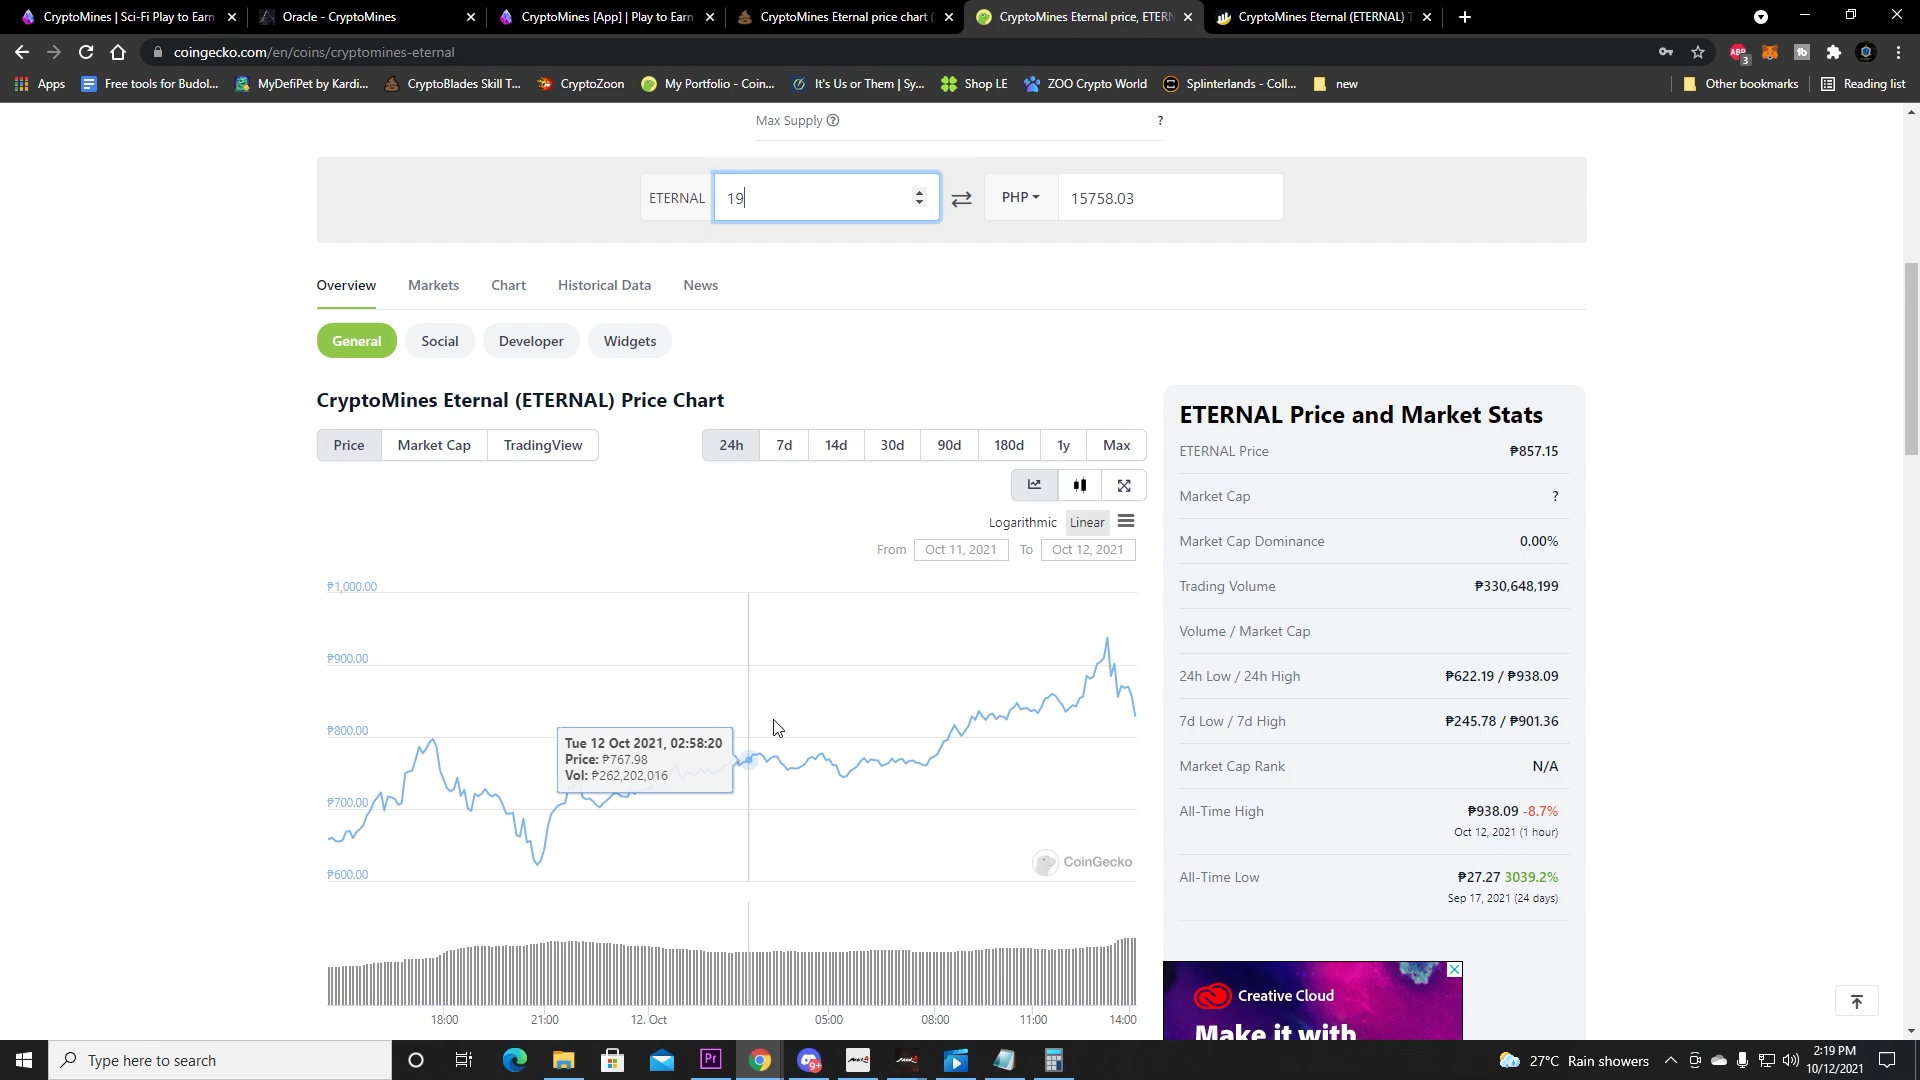 CryptoMines | Sci-Fi Play to Earn
Oracle - CryptoMines
CryptoMines [App] | Play to Earn
CryptoMines Eternal price chart (
CryptoMines Eternal price, ETERN
CryptoMines Eternal (ETERNAL) T
coingecko.com/en/coins/cryptomines-eternal
ABP
3
Apps
Free tools for Budol...
MyDefiPet by Kardi...
CryptoBlades Skill T...
CryptoZoon
My Portfolio - Coin...
It's Us or Them | Sy...
Shop LE
ZOO Crypto World
Splinterlands - Coll...
new
Other bookmarks
Reading list
Max Supply ?
?
ETERNAL
19
PHP
15758.03
Overview
Markets
Chart
Historical Data
News
General
Social
Developer
Widgets
CryptoMines Eternal (ETERNAL) Price Chart
Price
Market Cap
TradingView
24h
7d
14d
30d
90d
180d
1y
Max
Logarithmic
Linear
From
Oct 11, 2021
To
Oct 12, 2021
₱1,000.00
₱900.00
₱800.00
₱700.00
₱600.00
Tue 12 Oct 2021, 02:58:20
Price: ₱767.98
Vol: ₱262,202,016
CoinGecko
18:00
21:00
12. Oct
05:00
08:00
11:00
14:00
ETERNAL Price and Market Stats
ETERNAL Price ₱857.15
Market Cap ?
Market Cap Dominance 0.00%
Trading Volume ₱330,648,199
Volume / Market Cap
24h Low / 24h High ₱622.19 / ₱938.09
7d Low / 7d High ₱245.78 / ₱901.36
Market Cap Rank N/A
All-Time High ₱938.09 -8.7%
Oct 12, 2021 (1 hour)
All-Time Low ₱27.27 3039.2%
Sep 17, 2021 (24 days)
Creative Cloud
Make it with
Type here to search
Pr
9+
27°C Rain showers
2:19 PM
10/12/2021